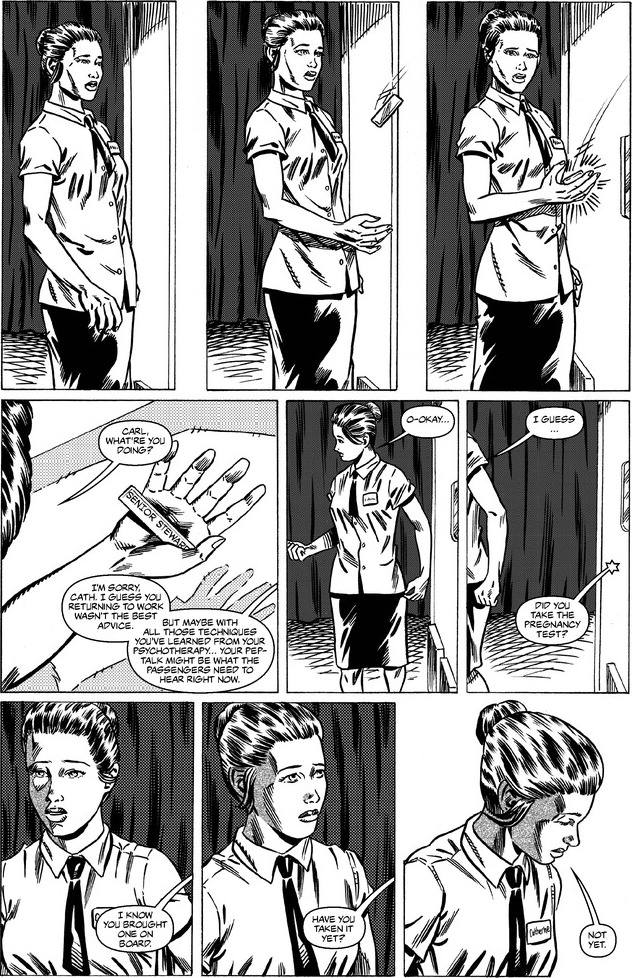 CARL,
WHAT'RE YOU
DOING?
SENIOR STEWAR
I'M SORRY,
CATH. I GUESS YOU
RETURNING TO WORK
WASN'T THE BEST
ADVICE.
BUT MAYBE WITH
ALL THOSE TECHNIQUES
YOU'VE LEARNED FROM YOUR
PSYCHOTHERAPY... YOUR PEP-
TALK MIGHT BE WHAT THE
PASSENGERS NEED TO
HEAR RIGHT NOW.
O-OKAY...
I GUESS
...
DID YOU
TAKE THE
PREGNANCY
TEST?
I KNOW
YOU BROUGHT
ONE ON
BOARD.
HAVE YOU
TAKEN IT
YET?
Catherine
NOT
YET.